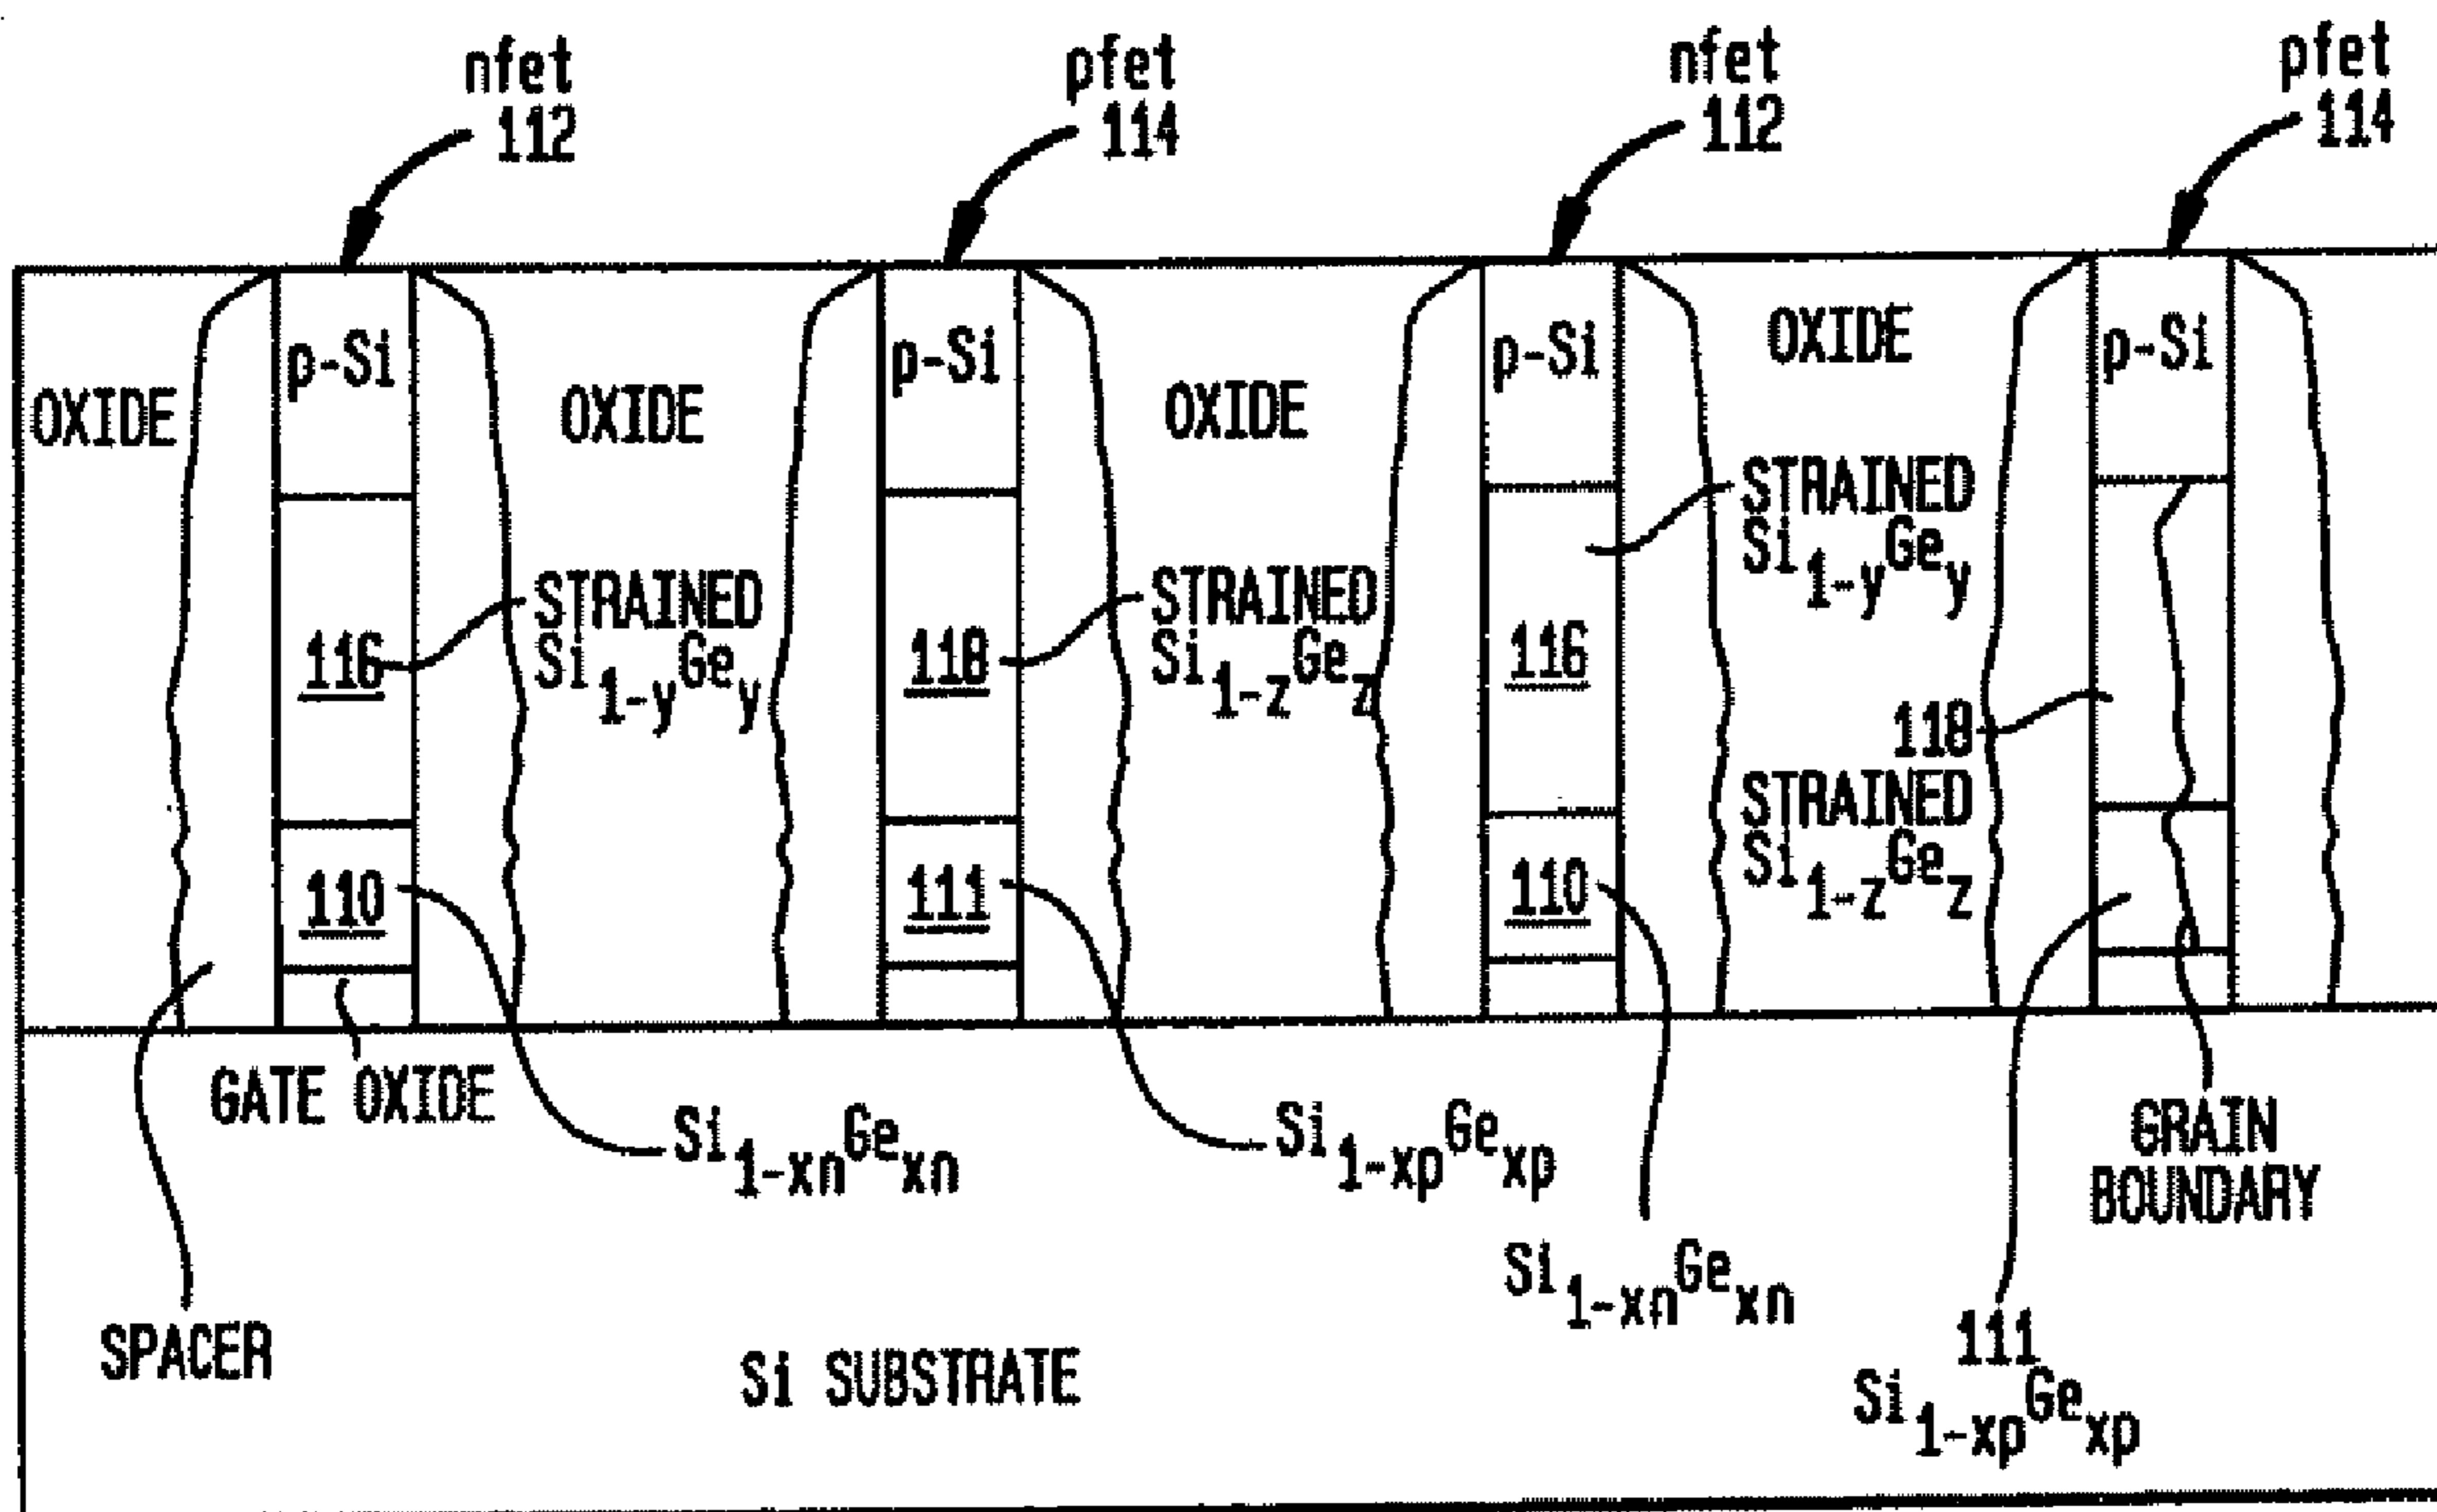 nfet
112
pfet
114
nfet
112
pfet
114
OXIDE
p-Si
OXIDE
p-Si
OXIDE
p-Si
OXIDE
p-Si
116
STRAINED
Si1-yGey
118
STRAINED
Si1-zGez
116
STRAINED
Si1-yGey
118
STRAINED
Si1-zGez
110
111
110
GATE OXIDE
Si1-xnGexn
Si1-xpGexp
Si1-xnGexn
GRAIN
BOUNDARY
SPACER
Si SUBSTRATE
111
Si1-xpGexp